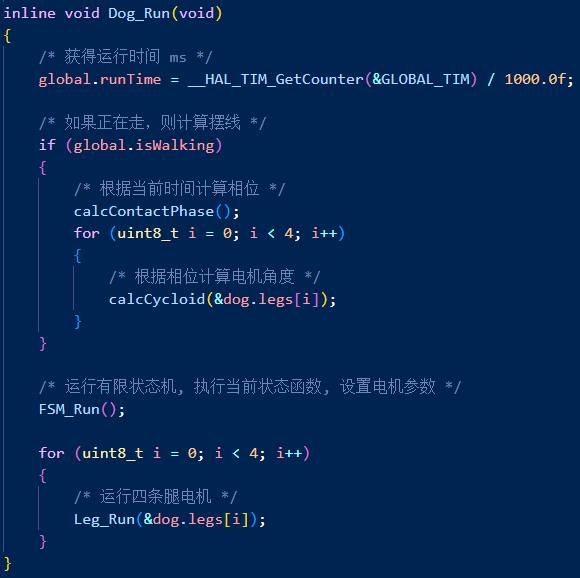 inline void Dog_Run(void)
{
    /* 获得运行时间 ms */
    global.runTime = __HAL_TIM_GetCounter(&GLOBAL_TIM) / 1000.0f;
    /* 如果正在走，则计算摆线 */
    if (global.isWalking)
    {
        /* 根据当前时间计算相位 */
        calcContactPhase();
        for (uint8_t i = 0; i < 4; i++)
        {
            /* 根据相位计算电机角度 */
            calcCycloid(&dog.legs[i]);
        }
    }
    /* 运行有限状态机, 执行当前状态函数, 设置电机参数 */
    FSM_Run();
    for (uint8_t i = 0; i < 4; i++)
    {
        /* 运行四条腿电机 */
        Leg_Run(&dog.legs[i]);
    }
}